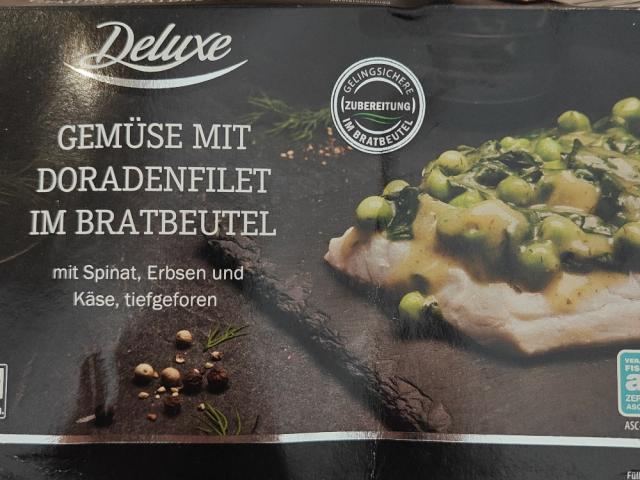 Deluxe
GELINGSICHERE
ZUBEREITUNG
IM BRATBEUTEL
GEMÜSE MIT
DORADENFILET
IM BRATBEUTEL
mit Spinat, Erbsen und
Käse, tiefgeforen